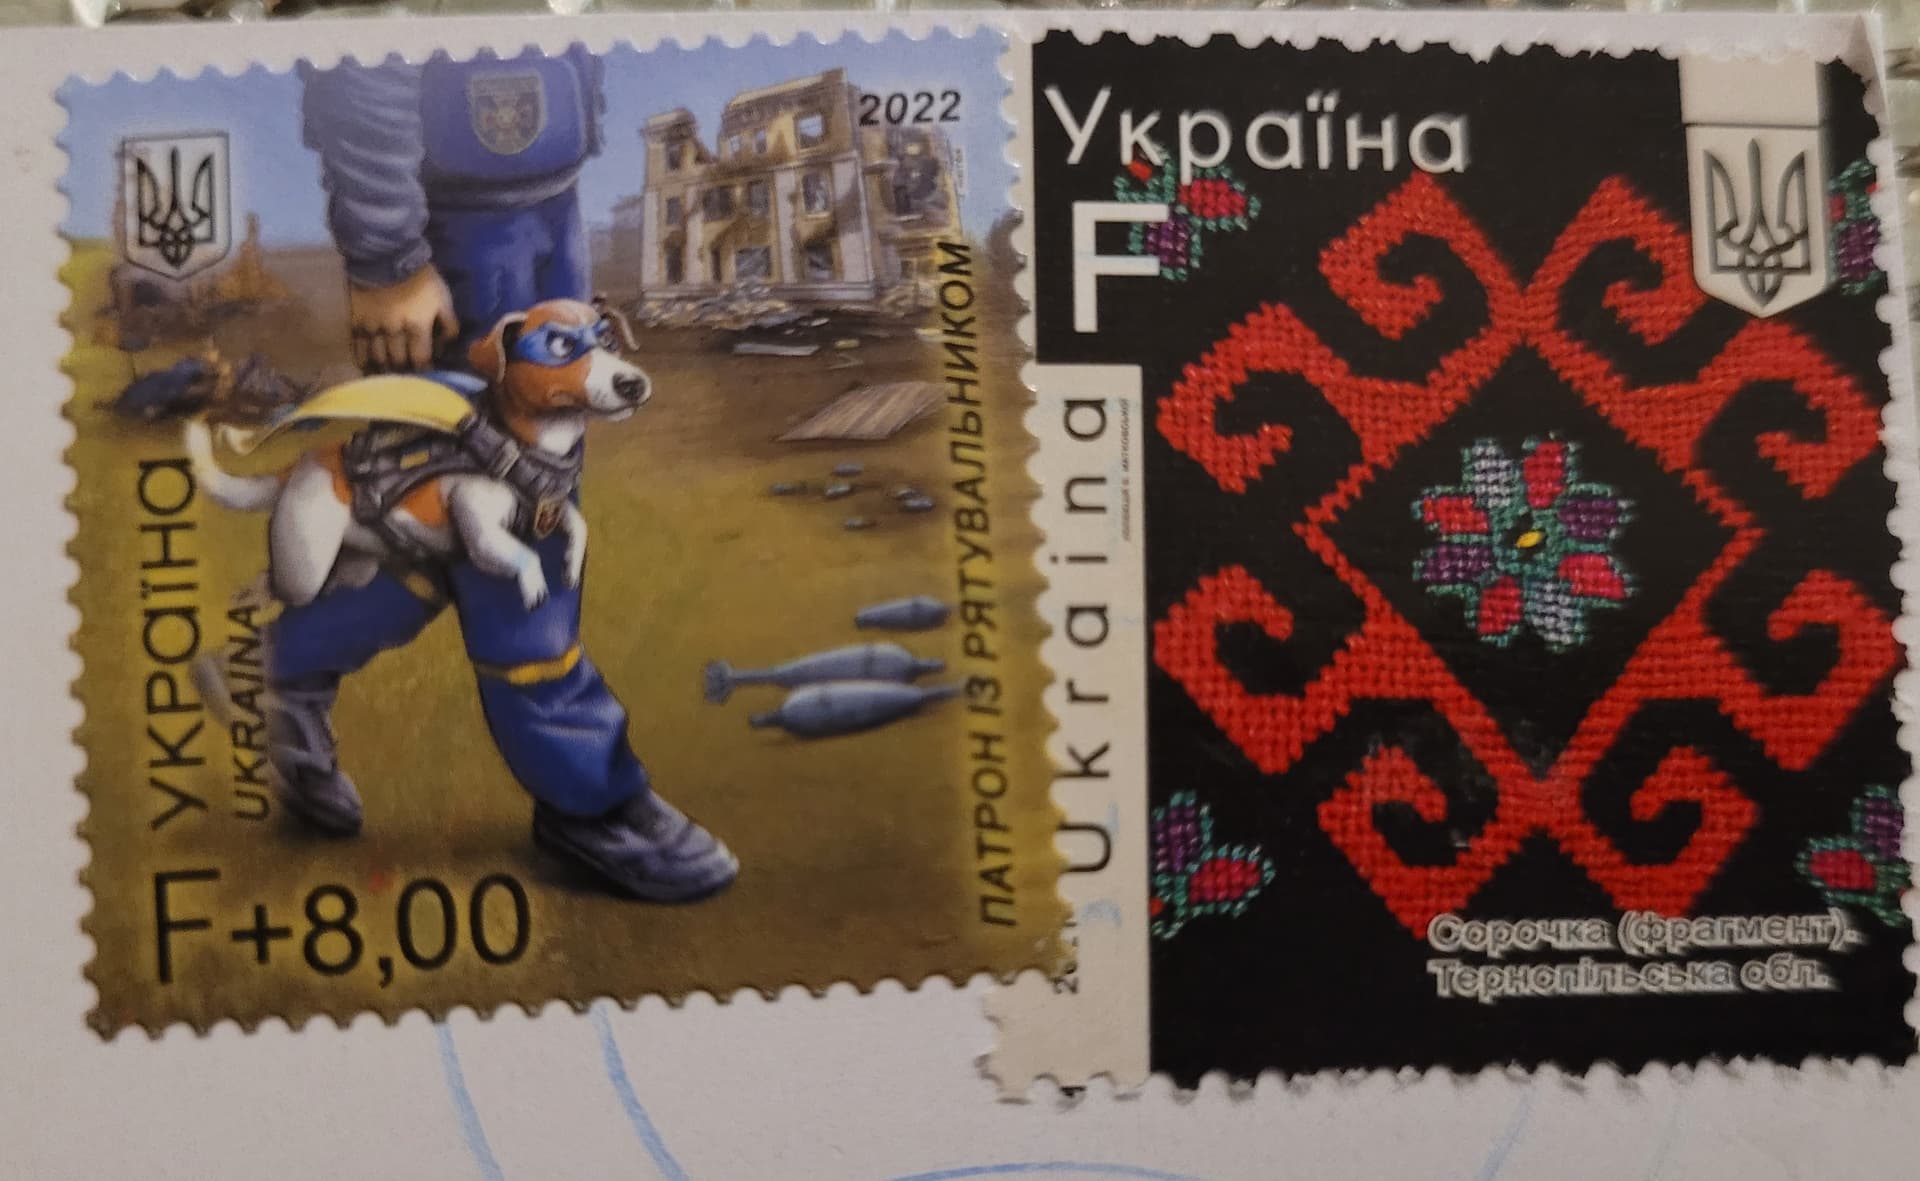 2022
Україна
Ukraina
F+8,00
Патрон із рятувальником
Україна
F
Ukraina
Сорочка (фрагмент).
Тернопільська обл.